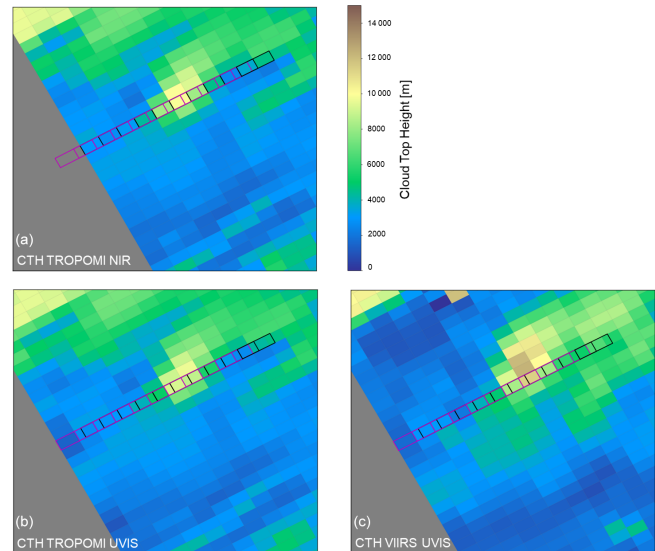 14 000
12 000
10 000
8000
6000
4000
2000
0
Cloud Top Height [m]
(a)
CTH TROPOMI NIR
(b)
CTH TROPOMI UVIS
(c)
CTH VIIRS UVIS